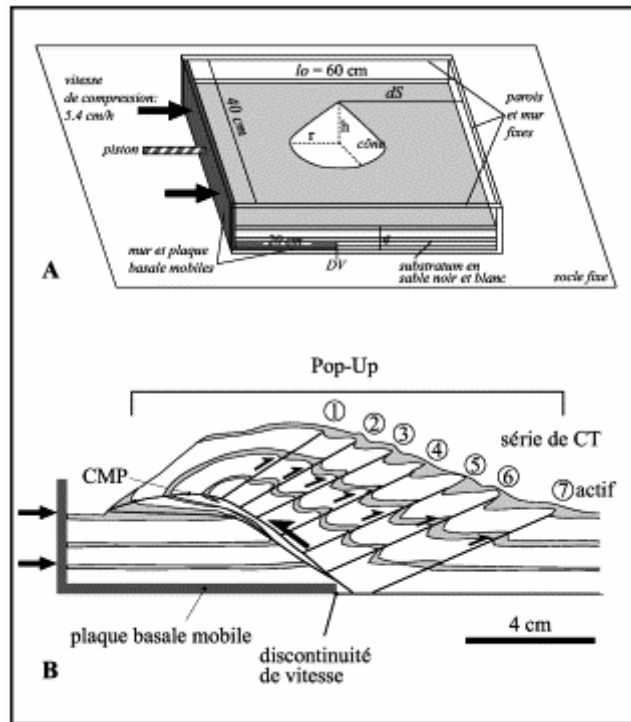 lo = 60 cm
vitesse
de compression:
5.4 cm/h
dS
40 cm
parois
et mur
fixes
piston
h
r
cône
20 cm
d
mur et plaque
basale mobiles
DV
substratum en
sable noir et blanc
socle fixe
A
Pop-Up
1
2
3
série de CT
4
CMP
5
6
7 actif
plaque basale mobile
discontinuité
de vitesse
4 cm
B